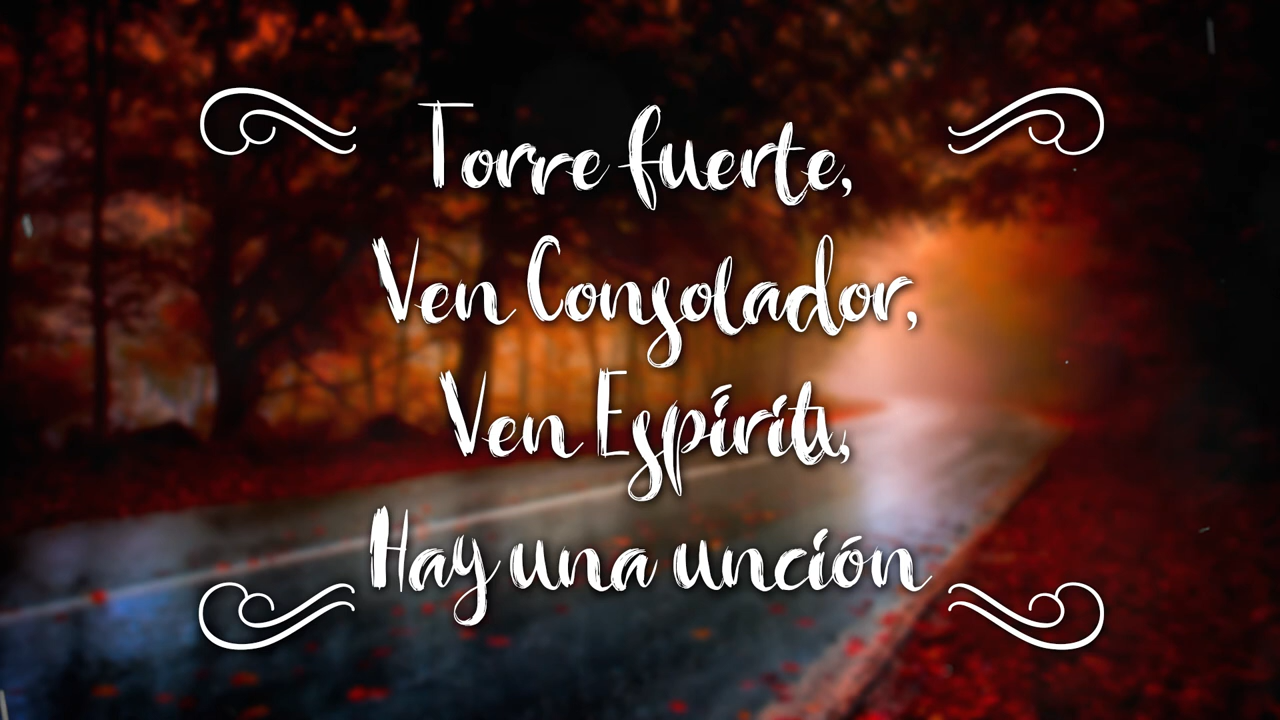 Torre fuerte,
Ven Consolador,
Ven Espíritu,
Hay una unción